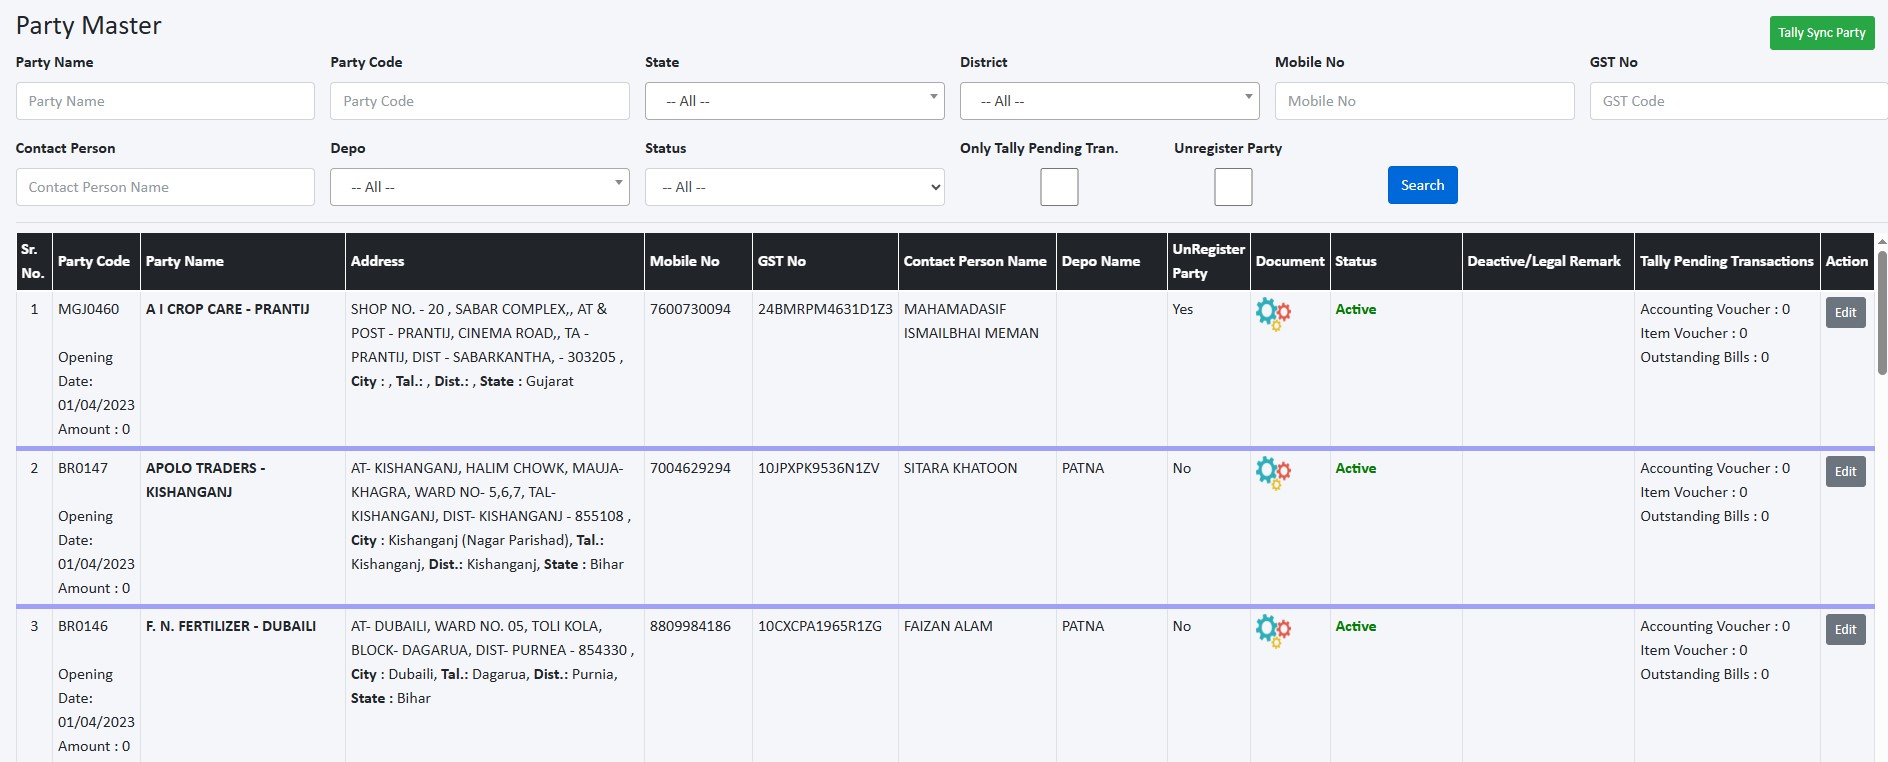 Party Master
Tally Sync Party
Party Name Party Code State District Mobile No GST No
Party Name Party Code -- All -- -- All -- Mobile No GST Code
Contact Person Depo Status Only Tally Pending Tran. Unregister Party
Contact Person Name -- All -- -- All -- Search
Sr. No. Party Code Party Name Address Mobile No GST No Contact Person Name Depo Name UnRegister Party Document Status Deactive/Legal Remark Tally Pending Transactions Action
1
MGJ0460
Opening
Date:
01/04/2023
Amount : 0
A I CROP CARE - PRANTIJ
SHOP NO. - 20 , SABAR COMPLEX,, AT &
POST - PRANTIJ, CINEMA ROAD,, TA -
PRANTIJ, DIST - SABARKANTHA, - 303205 ,
City : , Tal.: , Dist.: , State : Gujarat
7600730094
24BMRPM4631D1Z3
MAHAMADASIF
ISMAILBHAI MEMAN
Yes
Active
Accounting Voucher : 0
Item Voucher : 0
Outstanding Bills : 0
Edit
2
BR0147
Opening
Date:
01/04/2023
Amount : 0
APOLO TRADERS -
KISHANGANJ
AT- KISHANGANJ, HALIM CHOWK, MAUJA-
KHAGRA, WARD NO- 5,6,7, TAL-
KISHANGANJ, DIST- KISHANGANJ - 855108 ,
City : Kishanganj (Nagar Parishad), Tal.:
Kishanganj, Dist.: Kishanganj, State : Bihar
7004629294
10JPXPK9536N1ZV
SITARA KHATOON
PATNA
No
Active
Accounting Voucher : 0
Item Voucher : 0
Outstanding Bills : 0
Edit
3
BR0146
Opening
Date:
01/04/2023
Amount : 0
F. N. FERTILIZER - DUBAILI
AT- DUBAILI, WARD NO. 05, TOLI KOLA,
BLOCK- DAGARUA, DIST- PURNEA - 854330 ,
City : Dubaili, Tal.: Dagarua, Dist.: Purnia,
State : Bihar
8809984186
10CXCPA1965R1ZG
FAIZAN ALAM
PATNA
No
Active
Accounting Voucher : 0
Item Voucher : 0
Outstanding Bills : 0
Edit